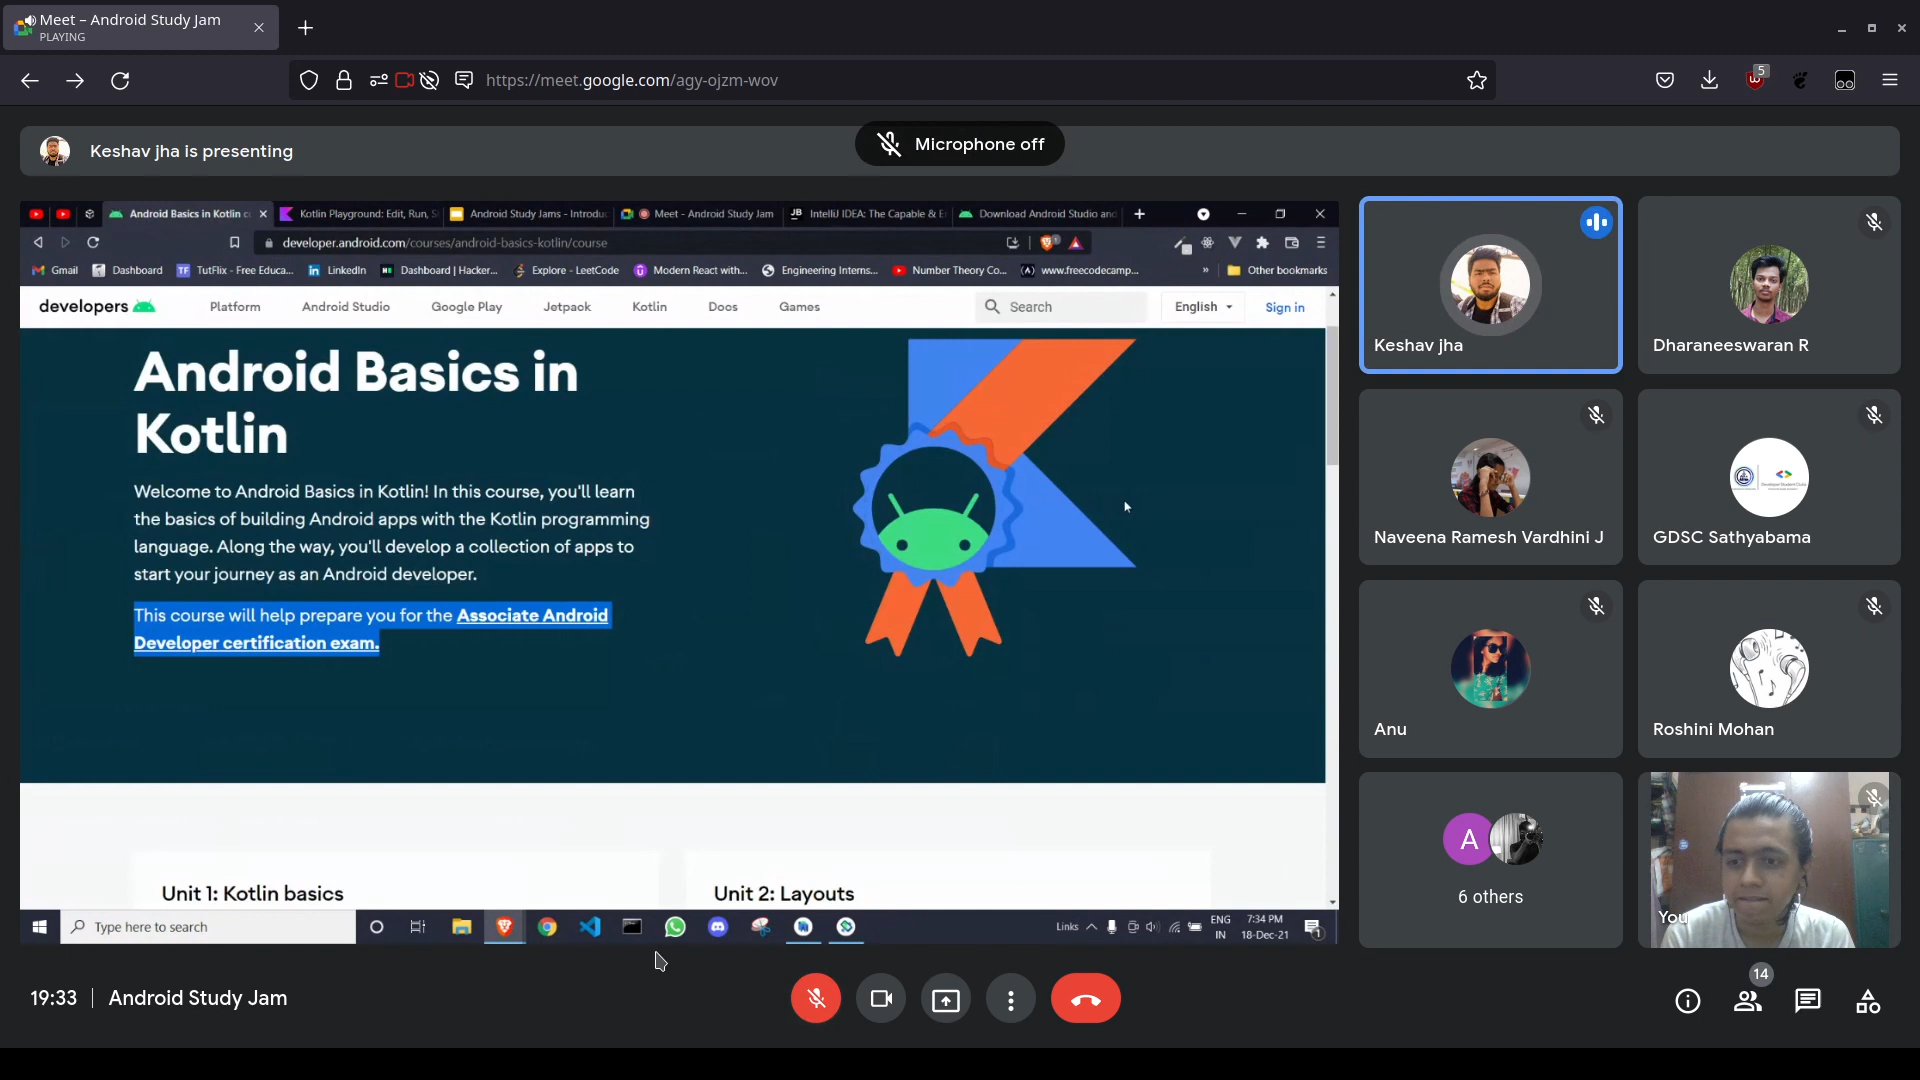 Meet – Android Study Jam
PLAYING
https://meet.google.com/agy-ojzm-wov
5
Keshav jha is presenting
Microphone off
Android Basics in Kotlin c
Kotlin Playground: Edit, Run, S
Android Study Jams - Introdu
Meet - Android Study Jam
IntelliJ IDEA: The Capable & E
Download Android Studio and
developer.android.com/courses/android-basics-kotlin/course
Gmail
Dashboard
TutFlix - Free Educa...
LinkedIn
Dashboard | Hacker...
Explore - LeetCode
Modern React with...
Engineering Interns...
Number Theory Co...
www.freecodecamp...
»
Other bookmarks
developers
Platform
Android Studio
Google Play
Jetpack
Kotlin
Docs
Games
Search
English
Sign in
Android Basics in
Kotlin
Welcome to Android Basics in Kotlin! In this course, you'll learn
the basics of building Android apps with the Kotlin programming
language. Along the way, you'll develop a collection of apps to
start your journey as an Android developer.
This course will help prepare you for the Associate Android
Developer certification exam.
Unit 1: Kotlin basics
Unit 2: Layouts
Type here to search
Links
ENG
IN
7:34 PM
18-Dec-21
1
Keshav jha
Dharaneeswaran R
Naveena Ramesh Vardhini J
GDSC Sathyabama
Anu
Roshini Mohan
A
6 others
You
19:33
Android Study Jam
14